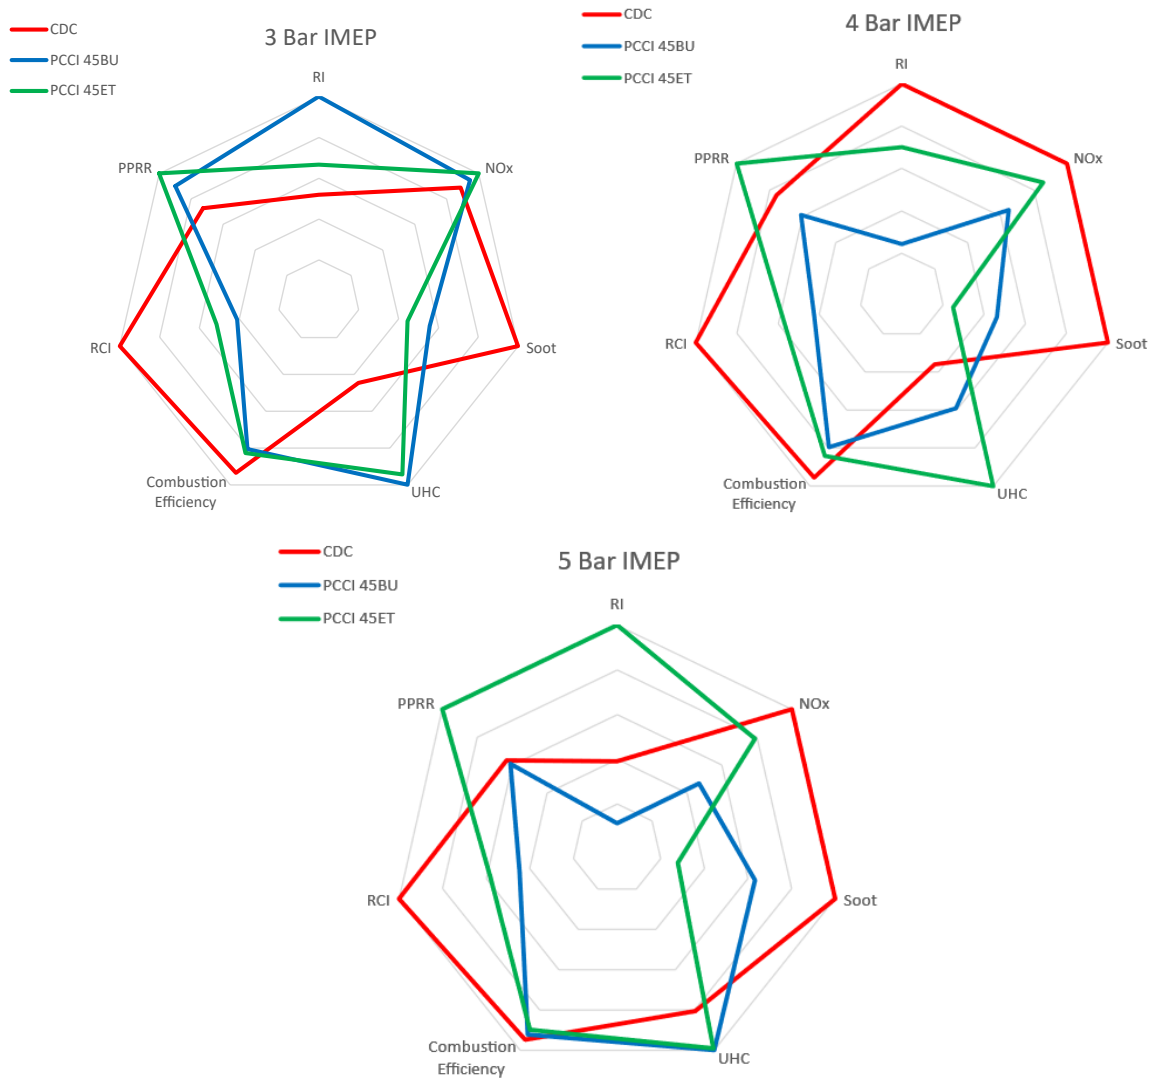 3 Bar IMEP
CDC
PCCI 45BU
PCCI 45ET
RI
NOx
Soot
UHC
Combustion
Efficiency
RCI
PPRR
4 Bar IMEP
CDC
PCCI 45BU
PCCI 45ET
RI
NOx
Soot
UHC
Combustion
Efficiency
RCI
PPRR
5 Bar IMEP
CDC
PCCI 45BU
PCCI 45ET
RI
NOx
Soot
UHC
Combustion
Efficiency
RCI
PPRR